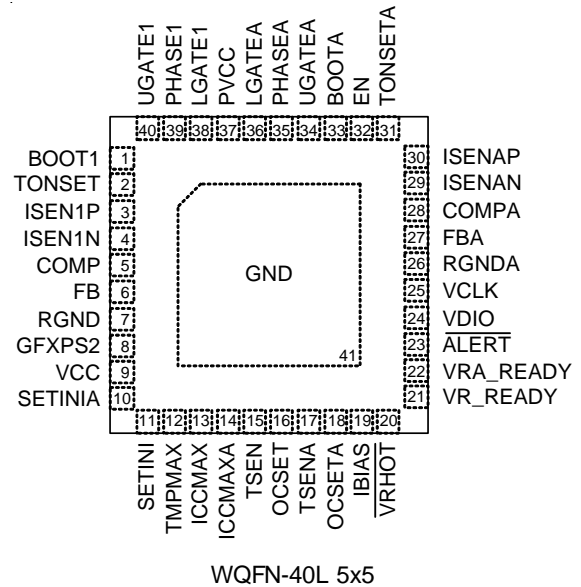 UGATE1
PHASE1
LGATE1
PVCC
LGATEA
PHASEA
UGATEA
BOOTA
EN
TONSETA
40 39 38 37 36 35 34 33 32 31
BOOT1 1
TONSET 2
ISEN1P 3
ISEN1N 4
COMP 5
FB 6
RGND 7
GFXPS2 8
VCC 9
SETINIA 10
GND
41
30 ISENAP
29 ISENAN
28 COMPA
27 FBA
26 RGNDA
25 VCLK
24 VDIO
23 ALERT
22 VRA_READY
21 VR_READY
11 12 13 14 15 16 17 18 19 20
SETINI
TMPMAX
ICCMAX
ICCMAXA
TSEN
OCSET
TSENA
OCSETA
IBIAS
VRHOT
WQFN-40L 5x5